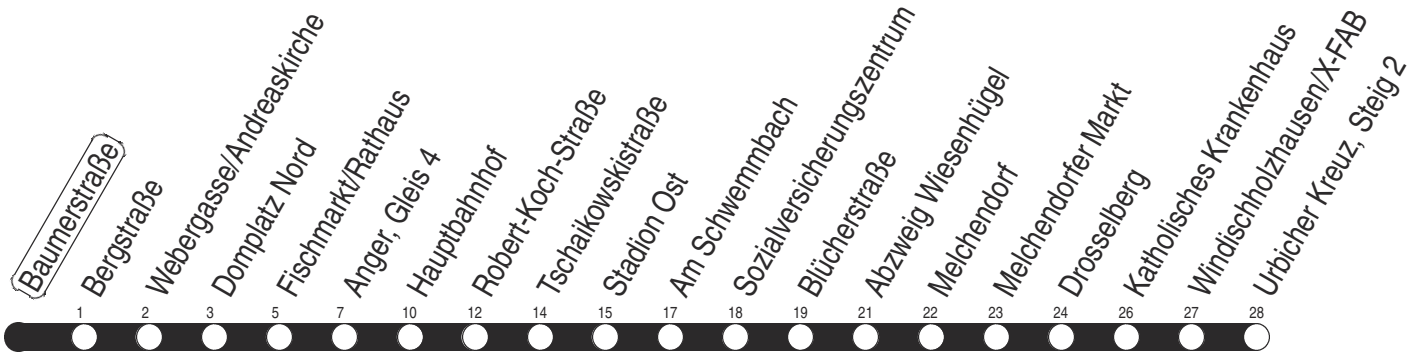 Baumerstraße
Bergstraße
Webergasse/Andreaskirche
Domplatz Nord
Fischmarkt/Rathaus
Anger, Gleis 4
Hauptbahnhof
Robert-Koch-Straße
Tschaikowskistraße
Stadion Ost
Am Schwemmbach
Sozialversicherungszentrum
Blücherstraße
Abzweig Wiesenhügel
Melchendorf
Melchendorfer Markt
Drosselberg
Katholisches Krankenhaus
Windischholzhausen/X-FAB
Urbicher Kreuz, Steig 2
1 2 3 5 7 10 12 14 15 17 18 19 21 22 23 24 26 27 28